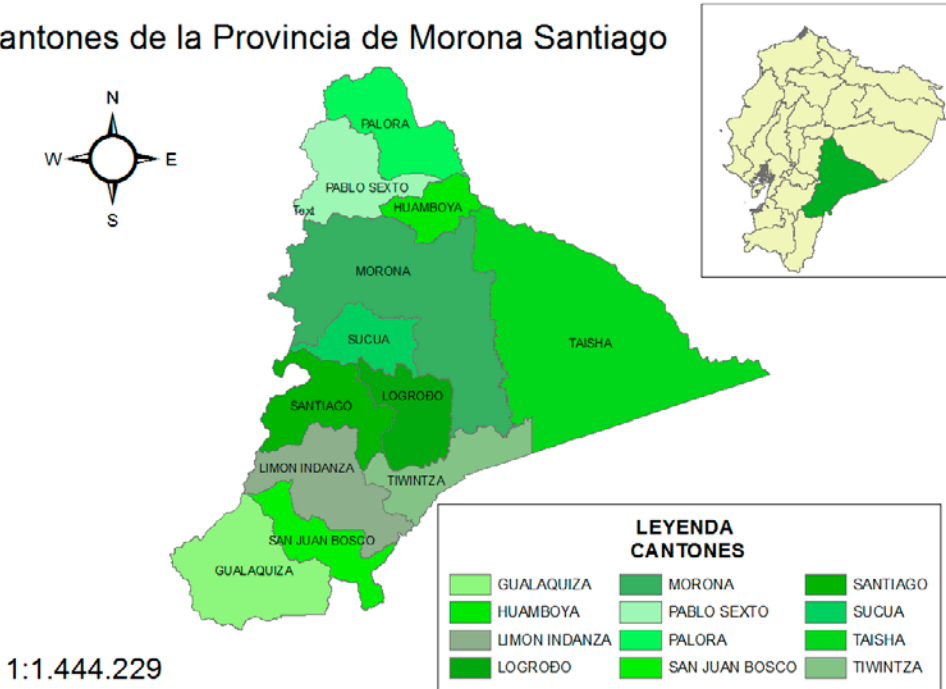 antones de la Provincia de Morona Santiago
N
W
E
S
PALORA
PABLO SEXTO
Text
HUAMBOYA
MORONA
SUCUA
TAISHA
LOGROĐO
SANTIAGO
LIMON INDANZA
TIWINTZA
SAN JUAN BOSCO
GUALAQUIZA
LEYENDA
CANTONES
GUALAQUIZA
HUAMBOYA
LIMON INDANZA
LOGROĐO
MORONA
PABLO SEXTO
PALORA
SAN JUAN BOSCO
SANTIAGO
SUCUA
TAISHA
TIWINTZA
1:1.444.229